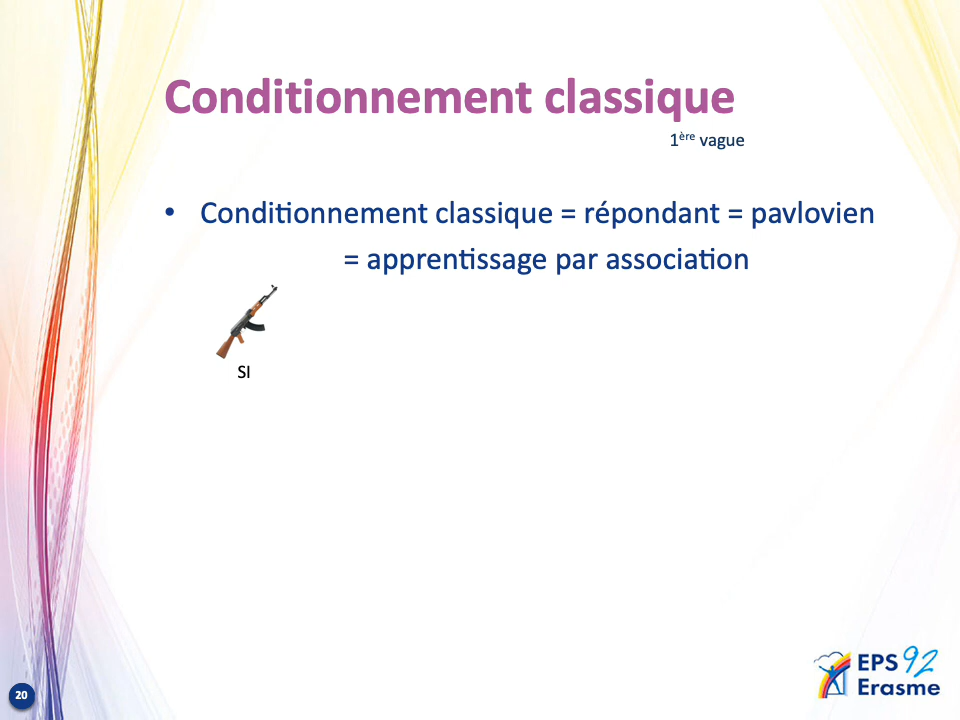 Conditionnement classique
1ère vague
• Conditionnement classique = répondant = pavlovien
= apprentissage par association
SI
20
EPS 92
Erasme